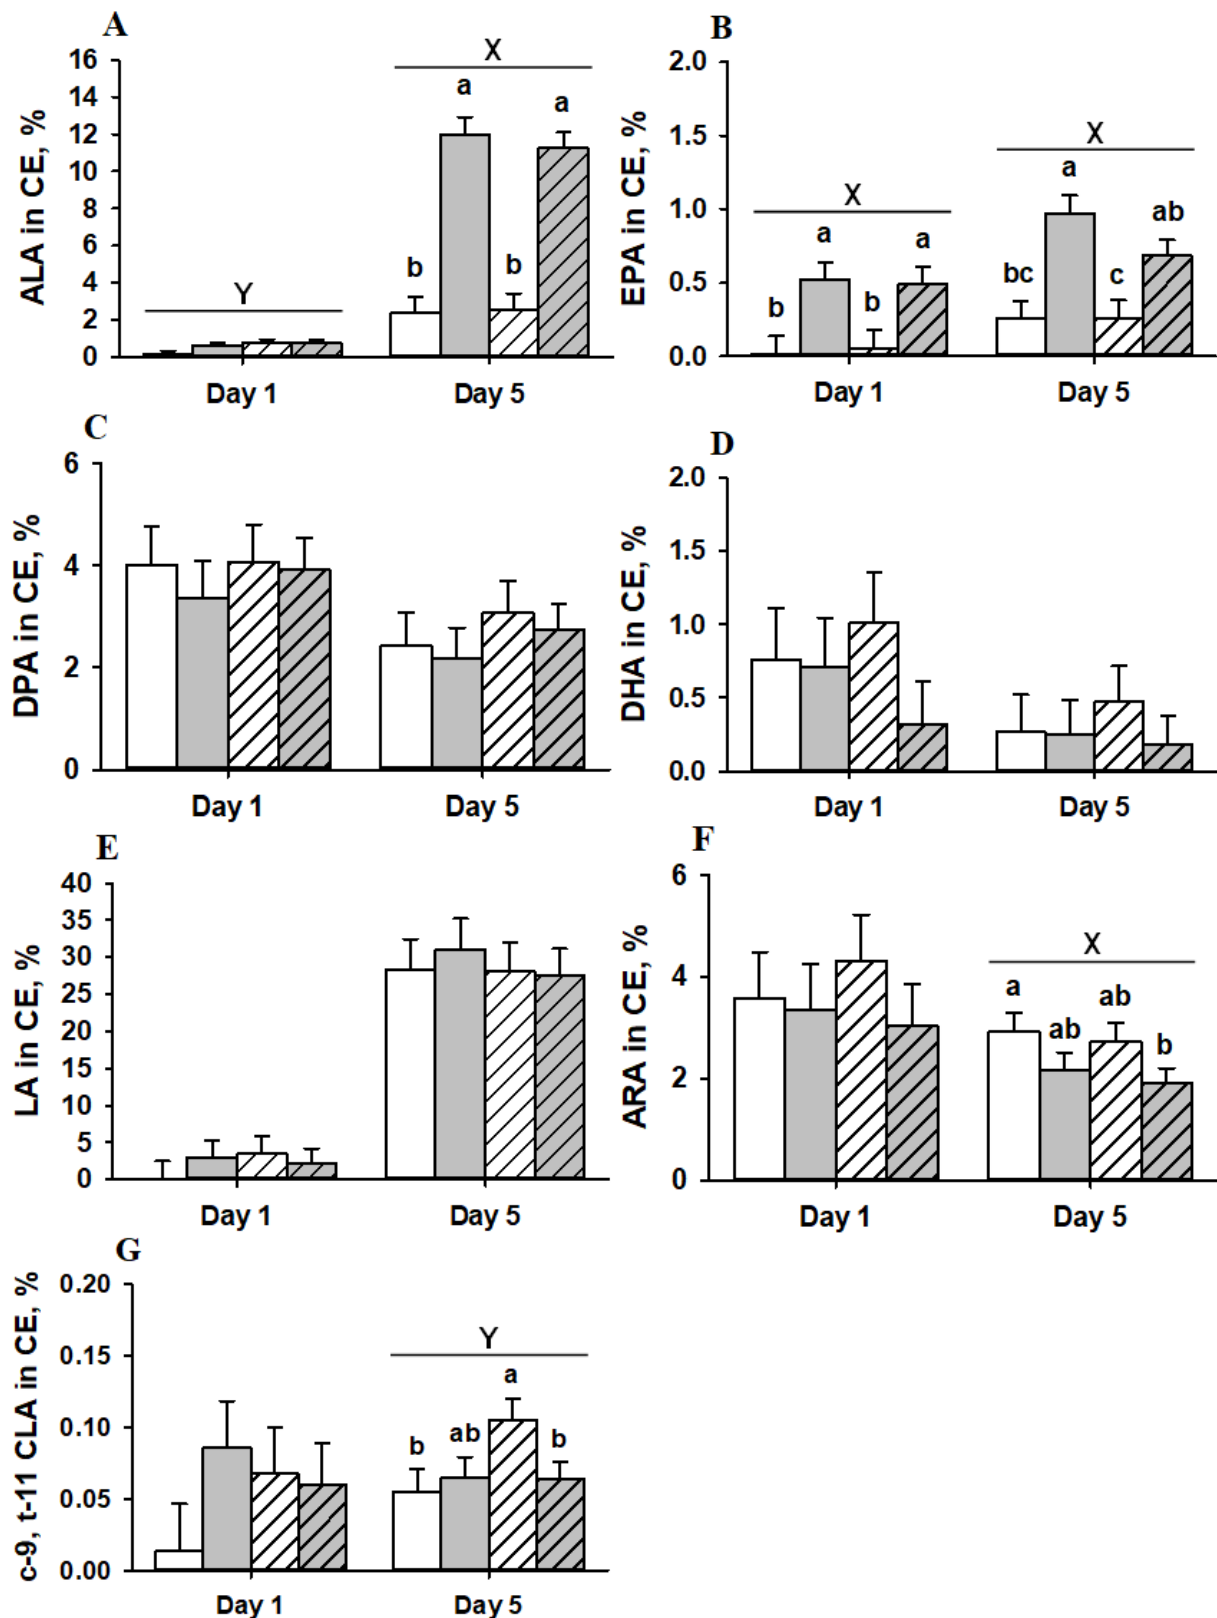 A
ALA in CE, %
16
14
12
10
8
6
4
2
0
X
a
a
b
b
Y
Day 1
Day 5
B
EPA in CE, %
2.0
1.5
1.0
0.5
0.0
X
X
a
a
a
ab
b
b
bc
c
Day 1
Day 5
C
DPA in CE, %
6
4
2
0
Day 1
Day 5
D
DHA in CE, %
2.0
1.5
1.0
0.5
0.0
Day 1
Day 5
E
LA in CE, %
40
35
30
25
20
15
10
5
0
Day 1
Day 5
F
ARA in CE, %
6
4
2
0
X
a
ab
ab
b
Day 1
Day 5
G
c-9, t-11 CLA in CE, %
0.20
0.15
0.10
0.05
0.00
Y
b
ab
a
b
Day 1
Day 5